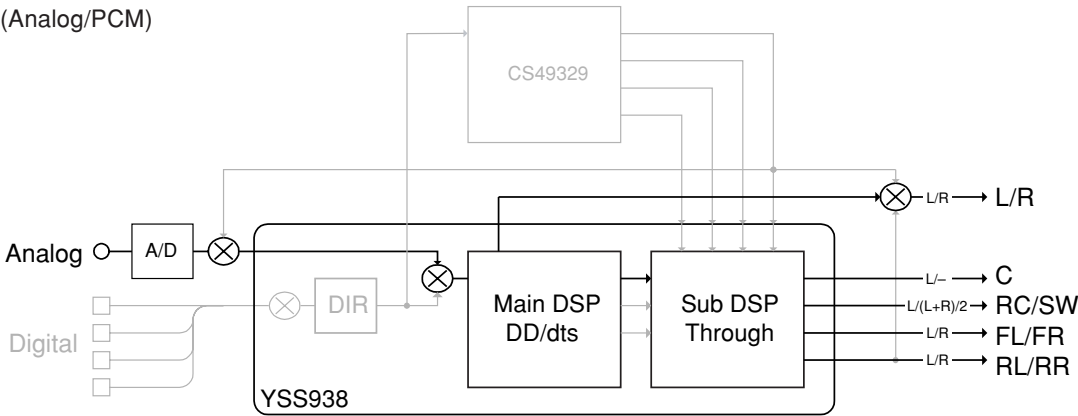 (Analog/PCM)
CS49329
L/R
L/R
Analog
A/D
DIR
Main DSP
DD/dts
Sub DSP
Through
L/–
C
L/(L+R)/2
RC/SW
L/R
FL/FR
L/R
RL/RR
Digital
YSS938